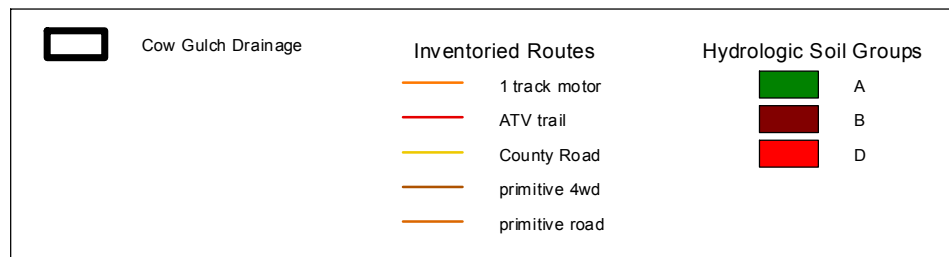 Cow Gulch Drainage
Inventoried Routes
1 track motor
ATV trail
County Road
primitive 4wd
primitive road
Hydrologic Soil Groups
A
B
D